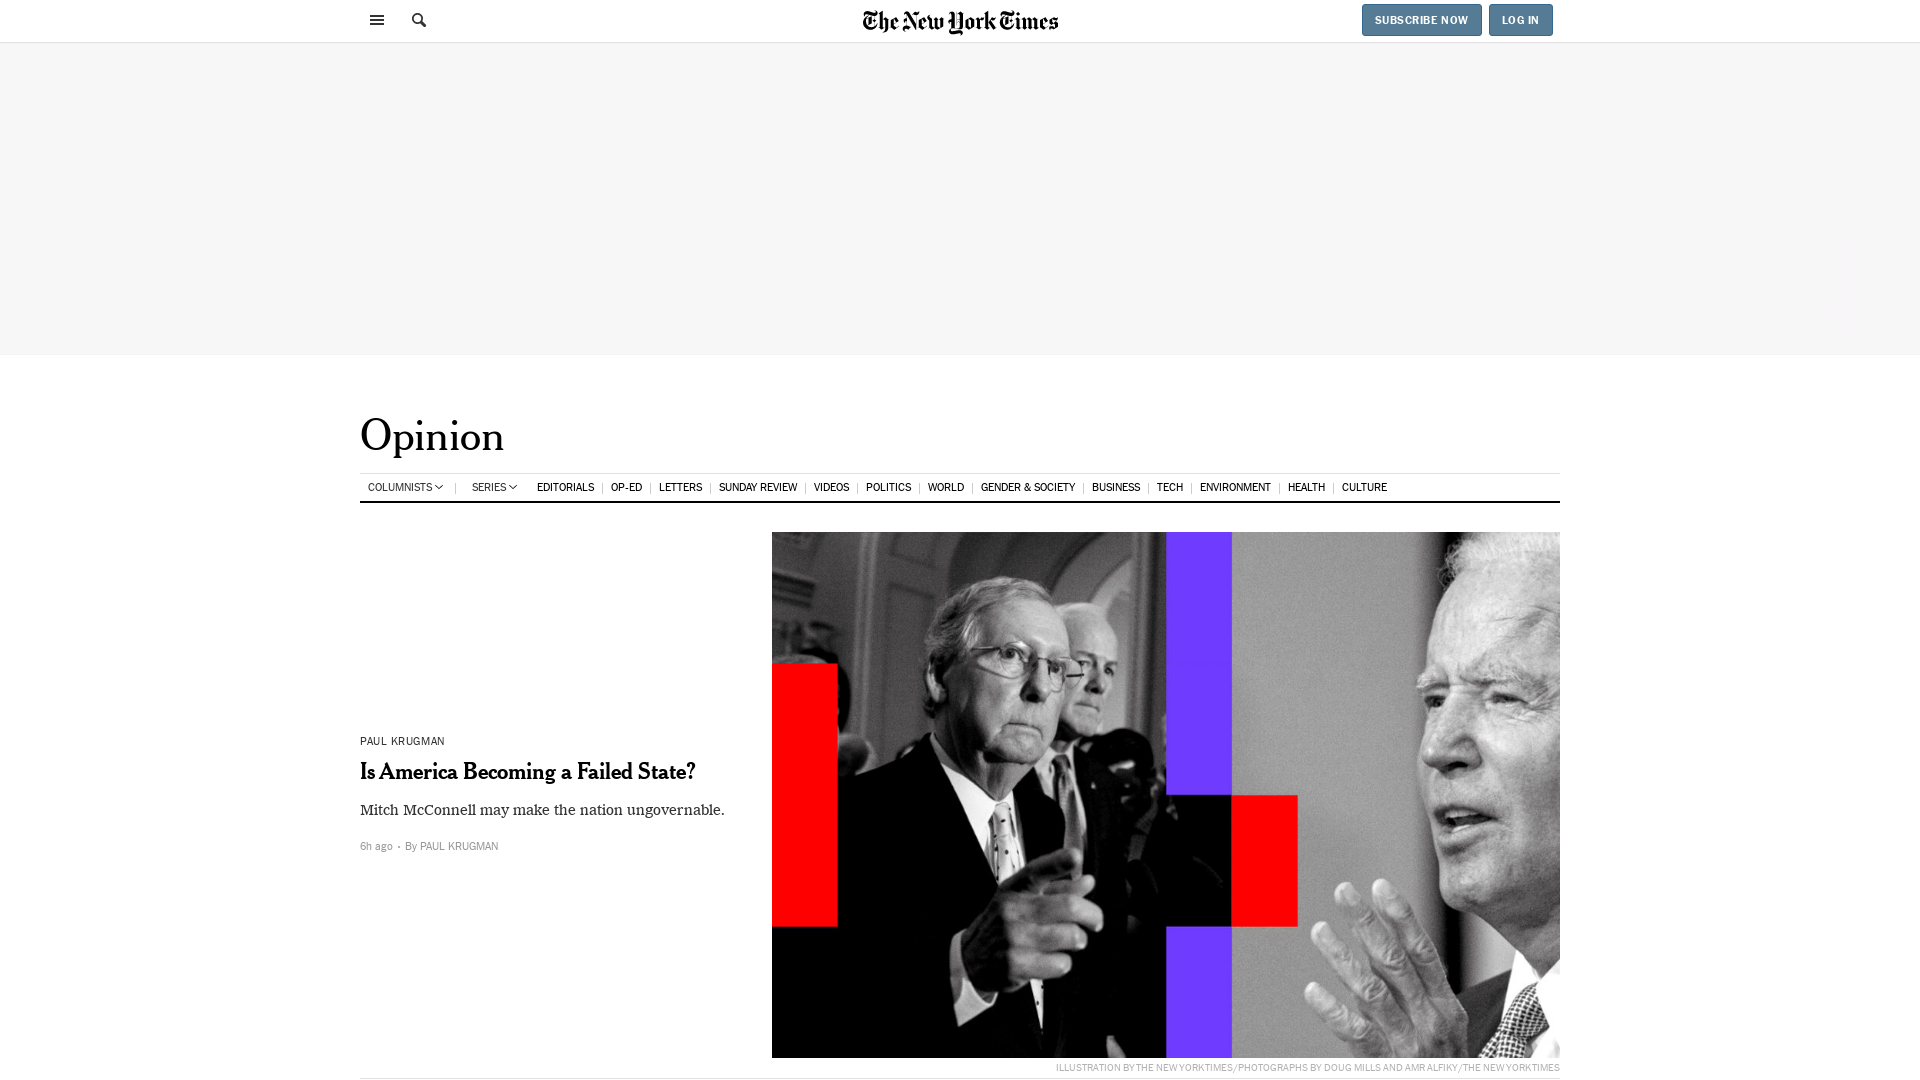 The New York Times
SUBSCRIBE NOW
LOG IN
Opinion
COLUMNISTS SERIES EDITORIALS OP-ED LETTERS SUNDAY REVIEW VIDEOS POLITICS WORLD GENDER & SOCIETY BUSINESS TECH ENVIRONMENT HEALTH CULTURE
PAUL KRUGMAN
Is America Becoming a Failed State?
Mitch McConnell may make the nation ungovernable.
6h ago · By PAUL KRUGMAN
ILLUSTRATION BY THE NEW YORK TIMES/PHOTOGRAPHS BY DOUG MILLS AND AMR ALFIKY/THE NEW YORK TIMES